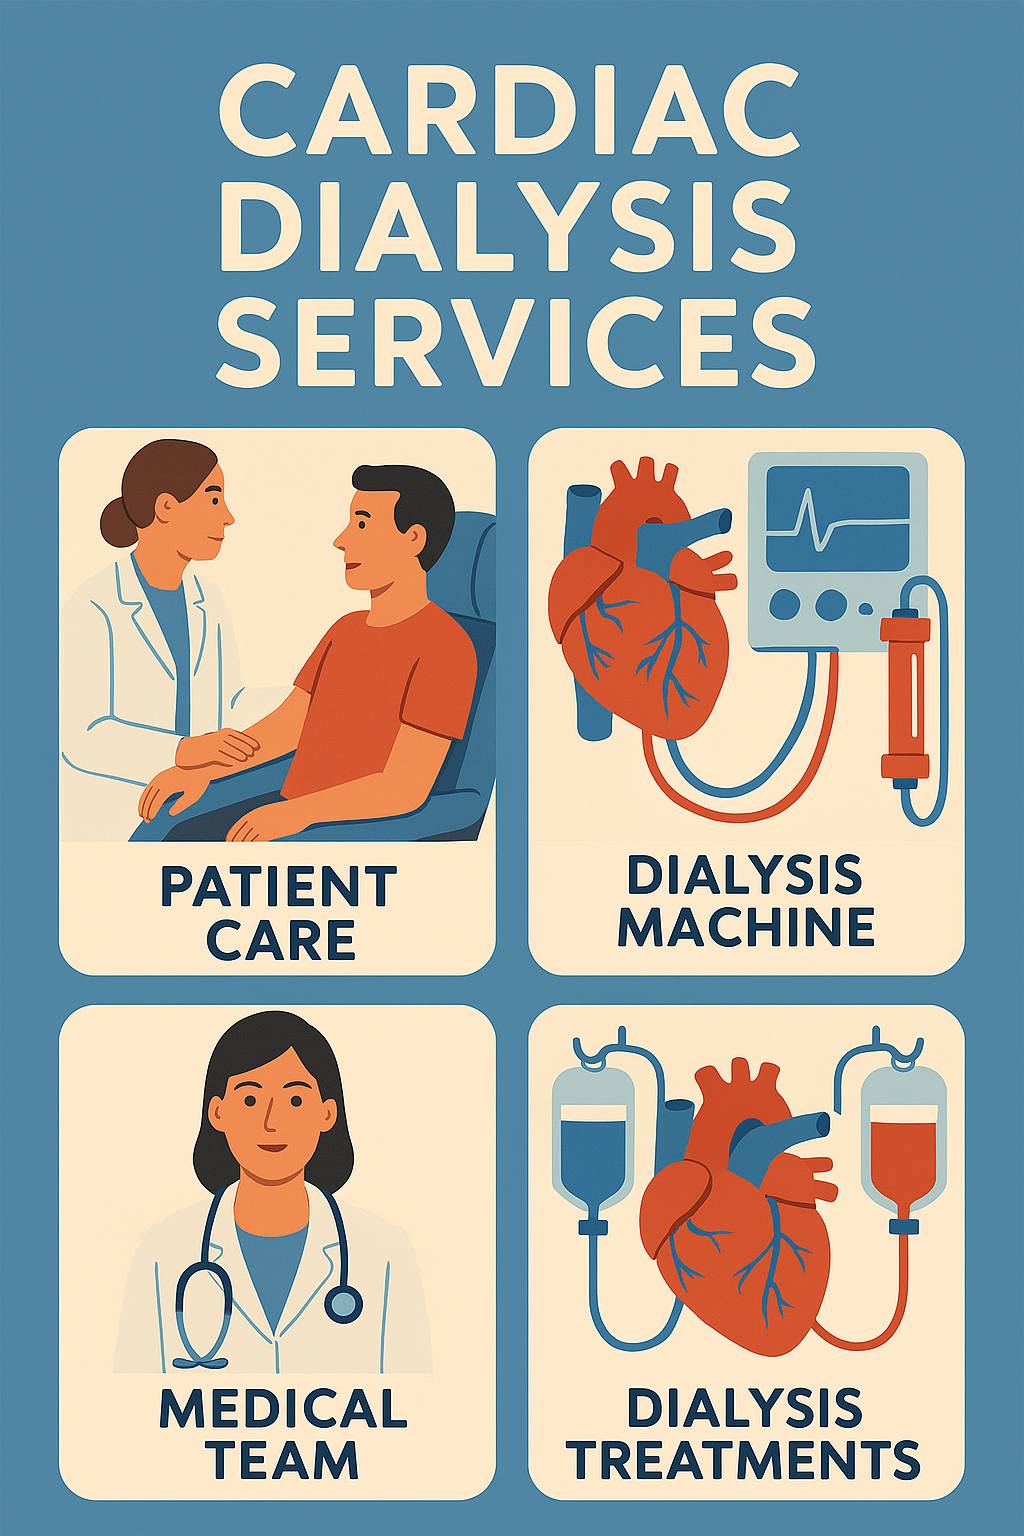 CARDIAC
DIALYSIS
SERVICES
PATIENT
CARE
DIALYSIS
MACHINE
MEDICAL
TEAM
DIALYSIS
TREATMENTS